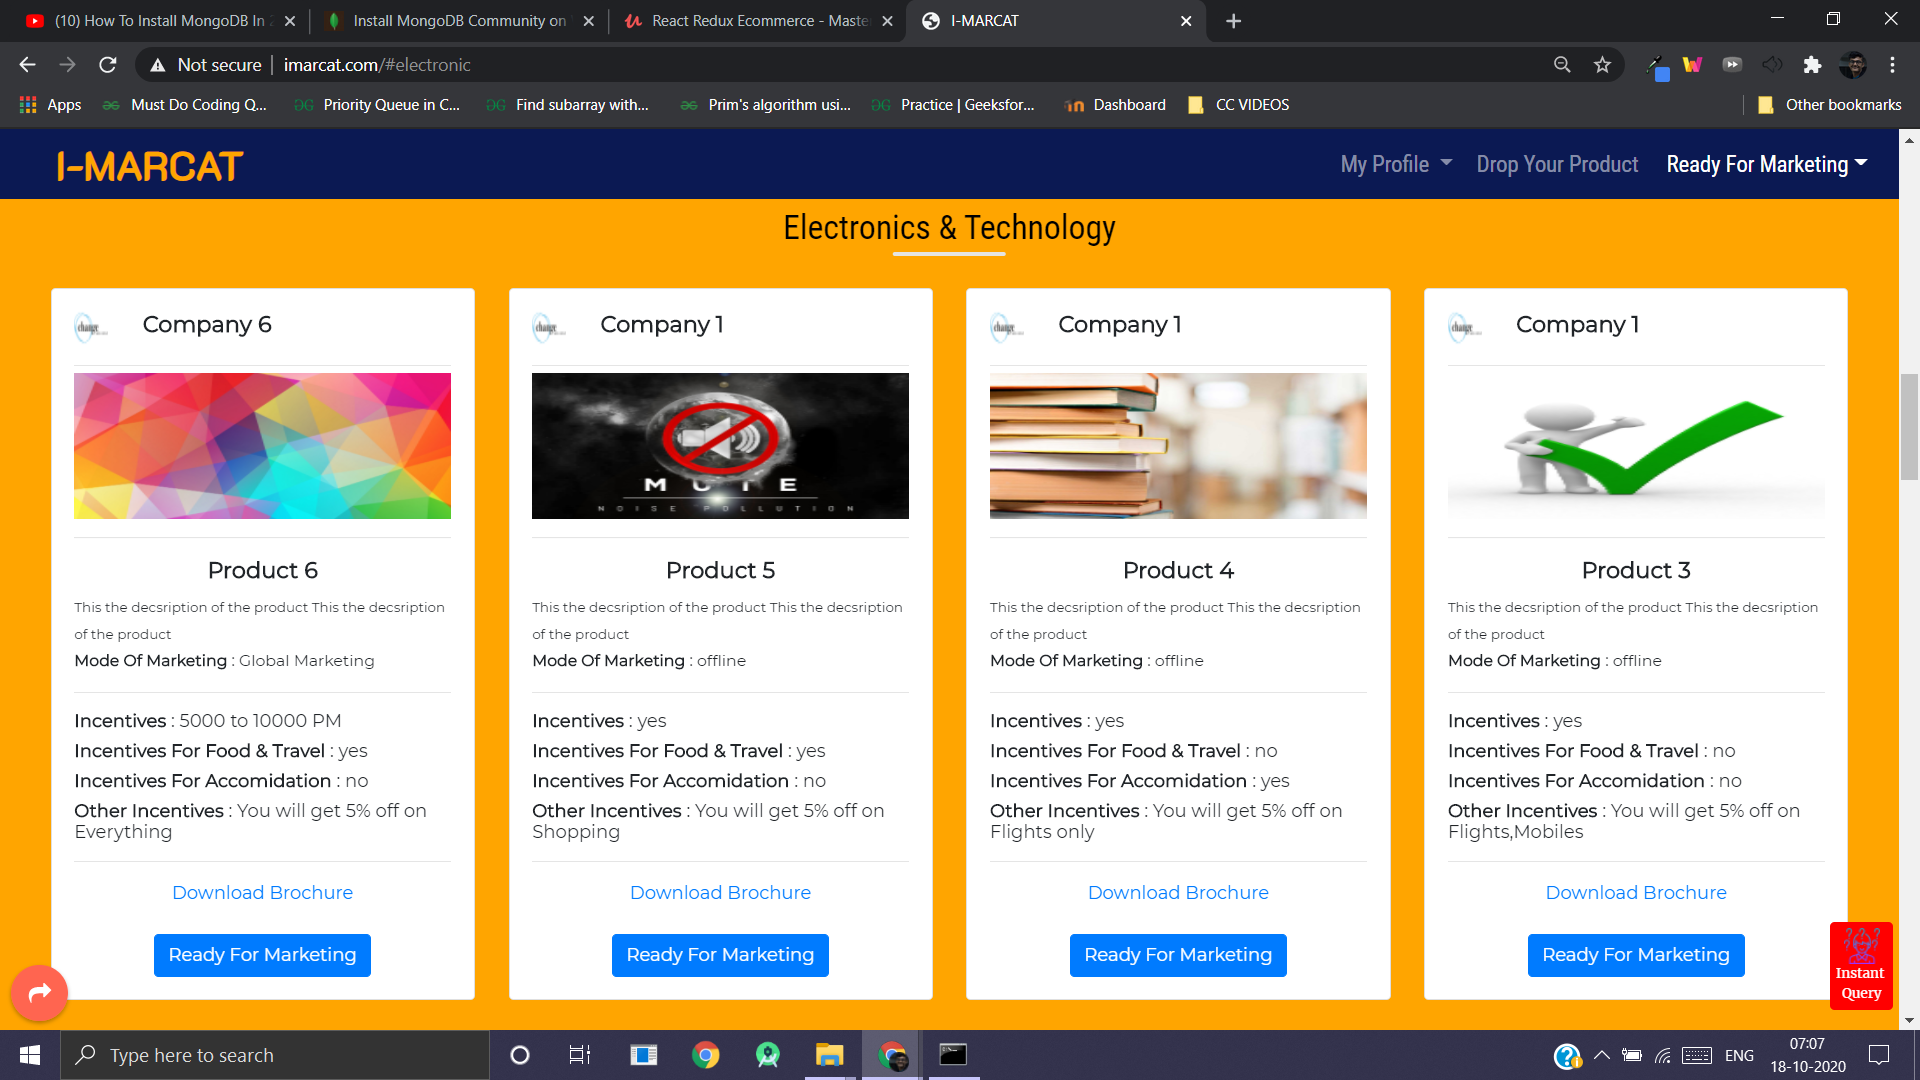 (10) How To Install MongoDB In
Install MongoDB Community on
React Redux Ecommerce - Maste
I-MARCAT
Not secure
imarcat.com/#electronic
Apps
Must Do Coding Q...
Priority Queue in C...
Find subarray with...
Prim's algorithm usi...
Practice | Geeksfor...
Dashboard
CC VIDEOS
Other bookmarks
I-MARCAT
My Profile
Drop Your Product
Ready For Marketing
Electronics & Technology
change
Company 6
Product 6
This the decsription of the product This the decsription
of the product
Mode Of Marketing : Global Marketing
Incentives : 5000 to 10000 PM
Incentives For Food & Travel : yes
Incentives For Accomidation : no
Other Incentives : You will get 5% off on
Everything
Download Brochure
Ready For Marketing
change
Company 1
MUTE
NOISE POLLUTION
Product 5
This the decsription of the product This the decsription
of the product
Mode Of Marketing : offline
Incentives : yes
Incentives For Food & Travel : yes
Incentives For Accomidation : no
Other Incentives : You will get 5% off on
Shopping
Download Brochure
Ready For Marketing
change
Company 1
Product 4
This the decsription of the product This the decsription
of the product
Mode Of Marketing : offline
Incentives : yes
Incentives For Food & Travel : no
Incentives For Accomidation : yes
Other Incentives : You will get 5% off on
Flights only
Download Brochure
Ready For Marketing
change
Company 1
Product 3
This the decsription of the product This the decsription
of the product
Mode Of Marketing : offline
Incentives : yes
Incentives For Food & Travel : no
Incentives For Accomidation : no
Other Incentives : You will get 5% off on
Flights,Mobiles
Download Brochure
Ready For Marketing
Instant
Query
Type here to search
ENG
07:07
18-10-2020